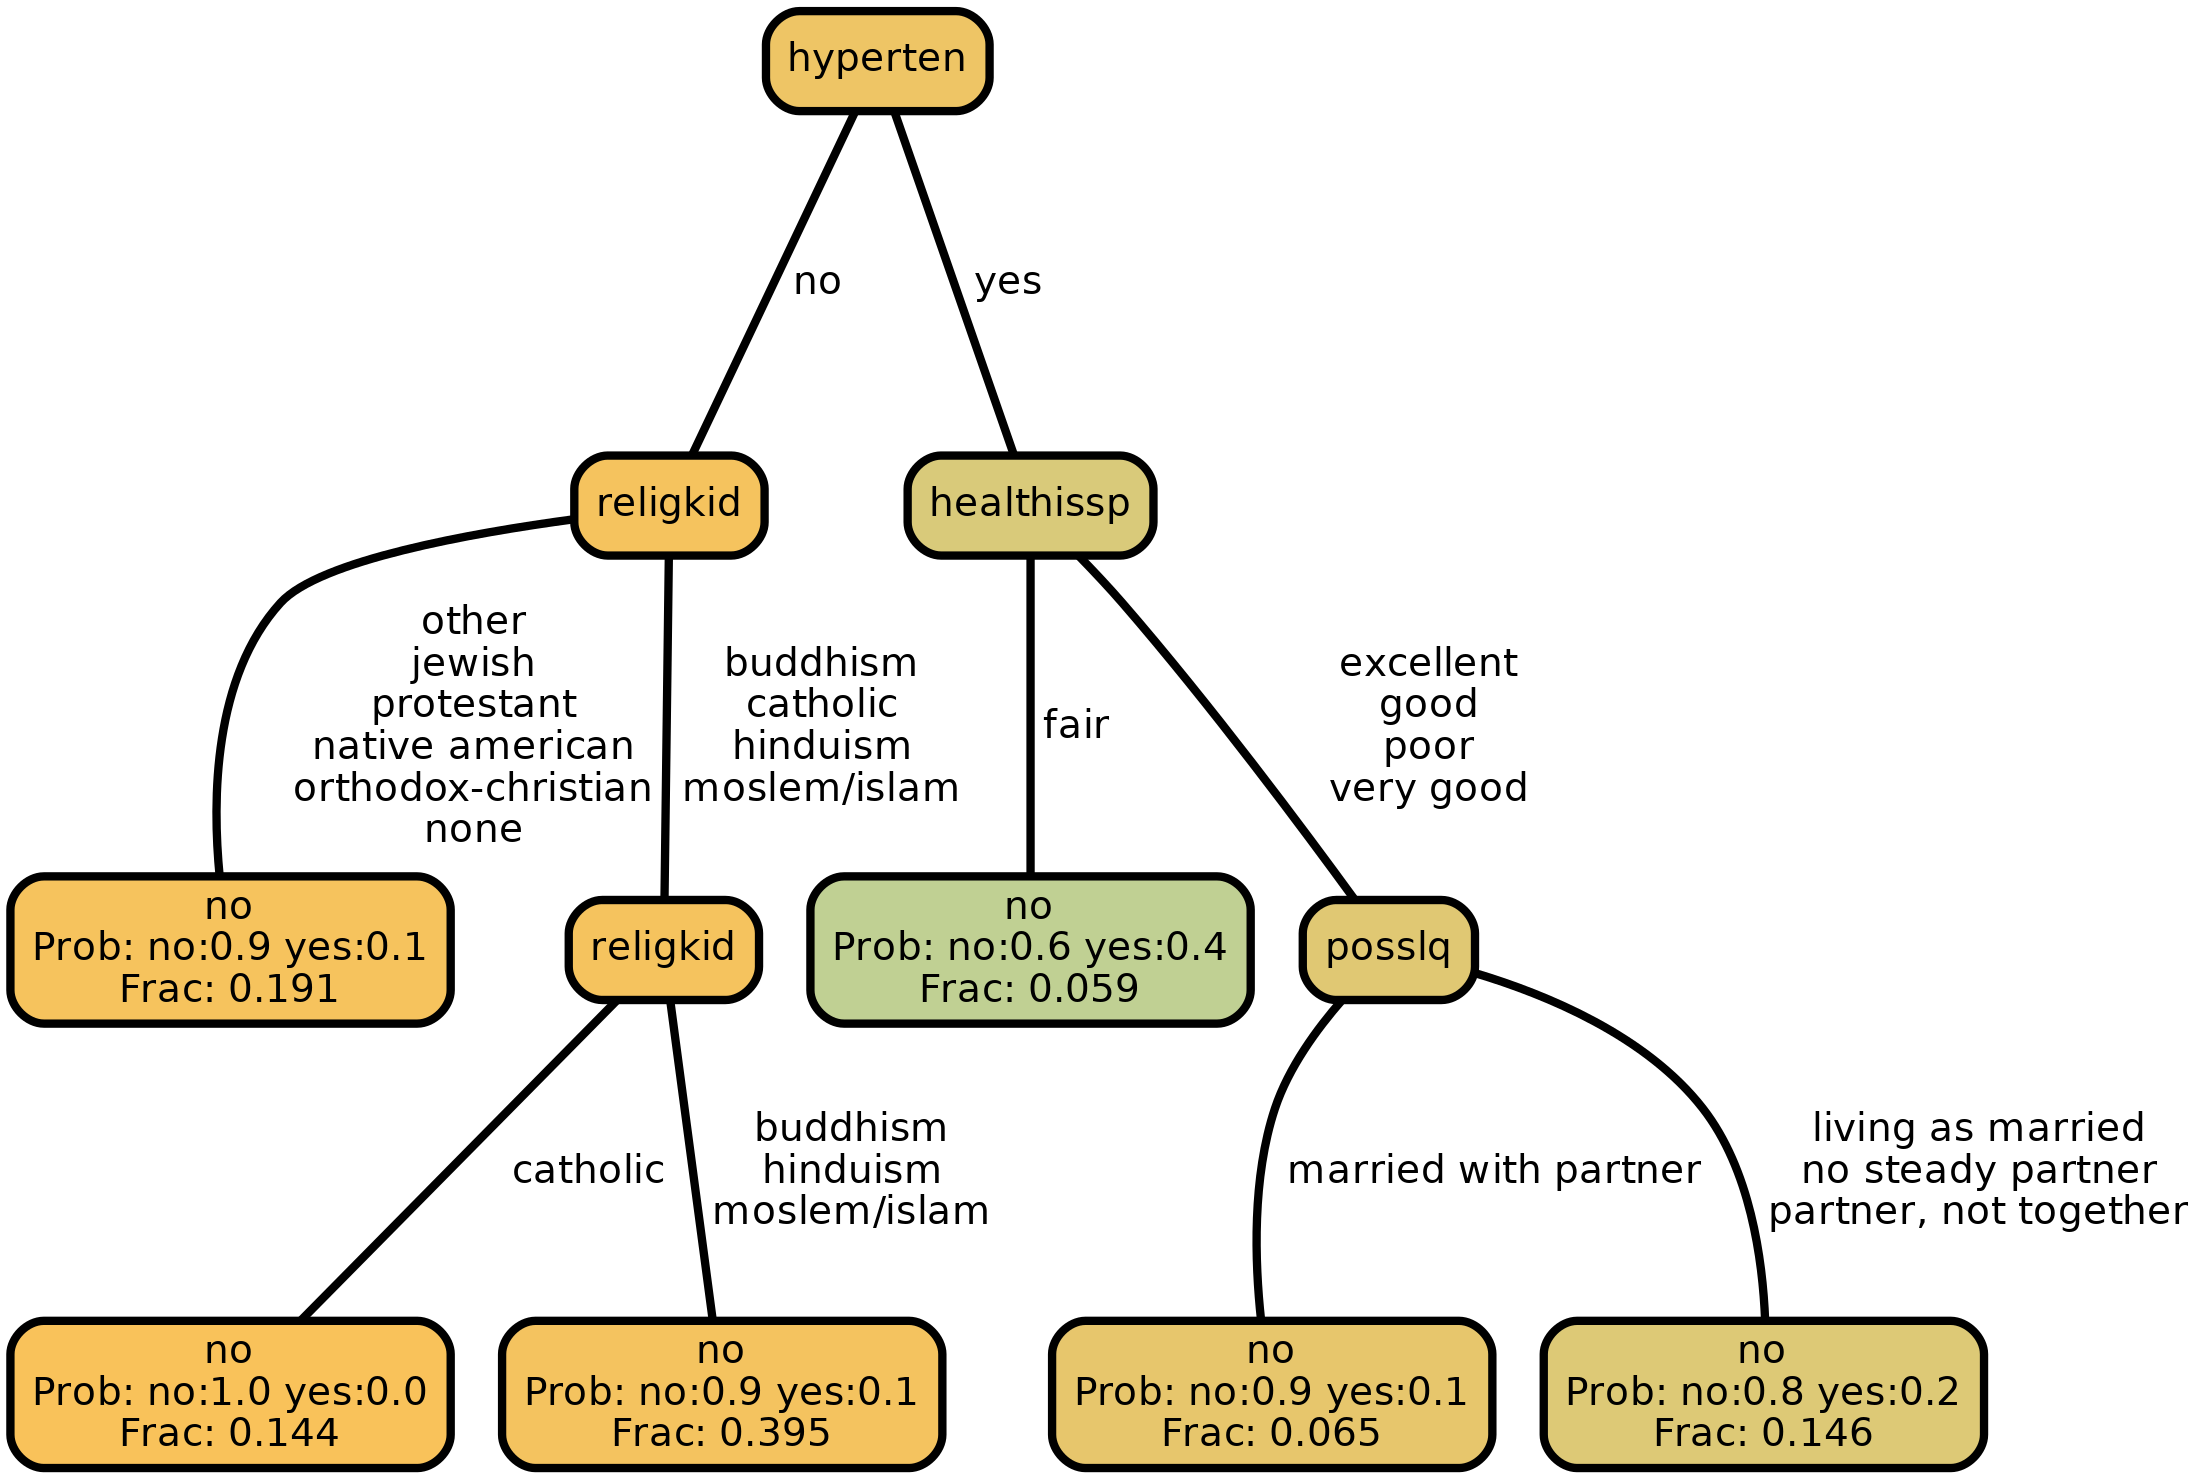 hyperten
no
yes
religkid
healthissp
other
jewish
protestant
native american
orthodox-christian
none
buddhism
catholic
hinduism
moslem/islam
fair
excellent
good
poor
very good
no
Prob: no:0.9 yes:0.1
Frac: 0.191
religkid
no
Prob: no:0.6 yes:0.4
Frac: 0.059
posslq
catholic
buddhism
hinduism
moslem/islam
married with partner
living as married
no steady partner
partner, not together
no
Prob: no:1.0 yes:0.0
Frac: 0.144
no
Prob: no:0.9 yes:0.1
Frac: 0.395
no
Prob: no:0.9 yes:0.1
Frac: 0.065
no
Prob: no:0.8 yes:0.2
Frac: 0.146